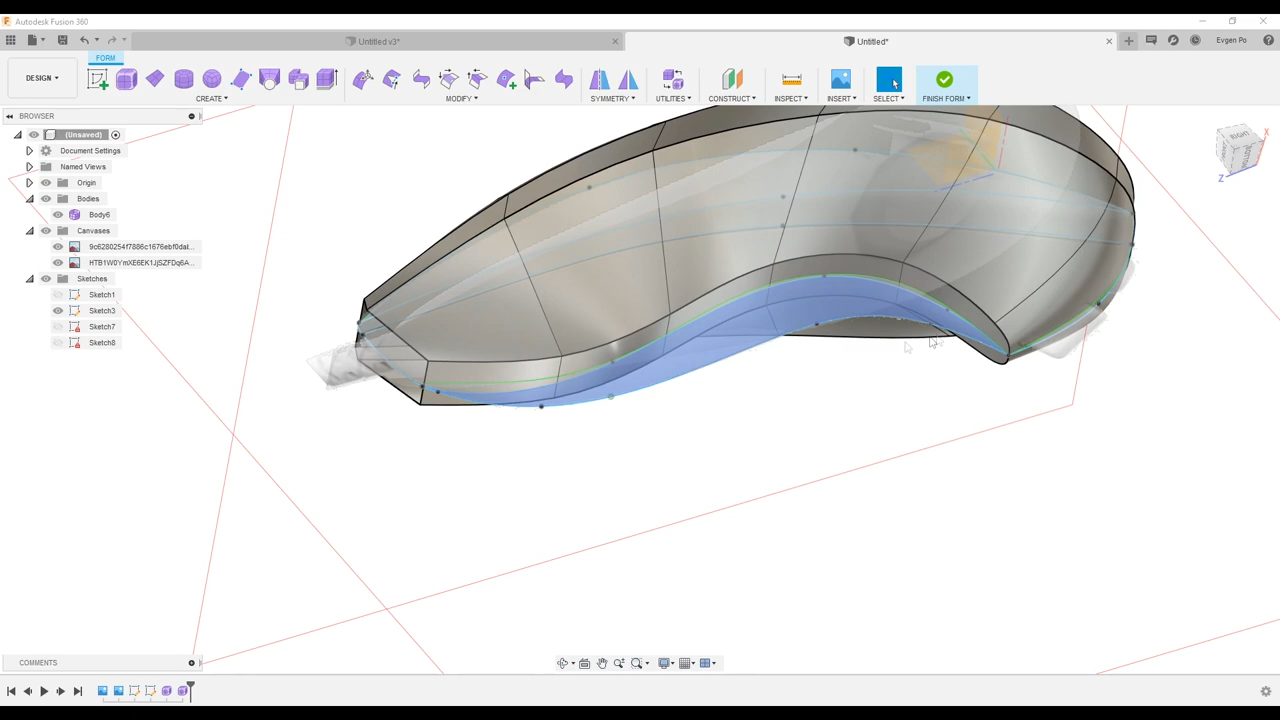 Autodesk Fusion 360
Untitled v3*
Untitled*
Evgen Po
DESIGN
FORM
CREATE
MODIFY
SYMMETRY
UTILITIES
CONSTRUCT
INSPECT
INSERT
SELECT
FINISH FORM
BROWSER
(Unsaved)
Document Settings
Named Views
Origin
Bodies
Body6
Canvases
Sketches
Sketch1
Sketch3
Sketch7
Sketch8
RIGHT
X
Z
COMMENTS